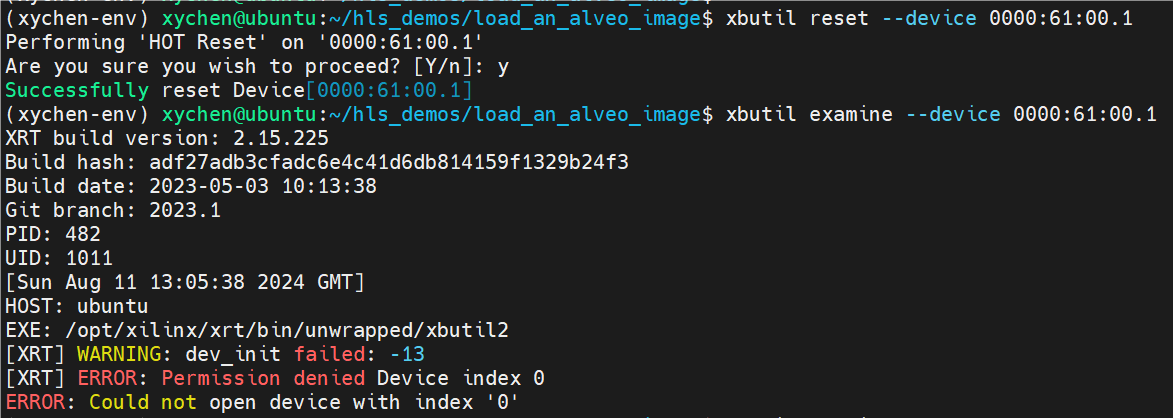 (xychen-env) xychen@ubuntu:~/hls_demos/load_an_alveo_image$ xbutil reset --device 0000:61:00.1
Performing 'HOT Reset' on '0000:61:00.1'
Are you sure you wish to proceed? [Y/n]: y
Successfully reset Device[0000:61:00.1]
(xychen-env) xychen@ubuntu:~/hls_demos/load_an_alveo_image$ xbutil examine --device 0000:61:00.1
XRT build version: 2.15.225
Build hash: adf27adb3cfadc6e4c41d6db814159f1329b24f3
Build date: 2023-05-03 10:13:38
Git branch: 2023.1
PID: 482
UID: 1011
[Sun Aug 11 13:05:38 2024 GMT]
HOST: ubuntu
EXE: /opt/xilinx/xrt/bin/unwrapped/xbutil2
[XRT] WARNING: dev_init failed: -13
[XRT] ERROR: Permission denied Device index 0
ERROR: Could not open device with index '0'